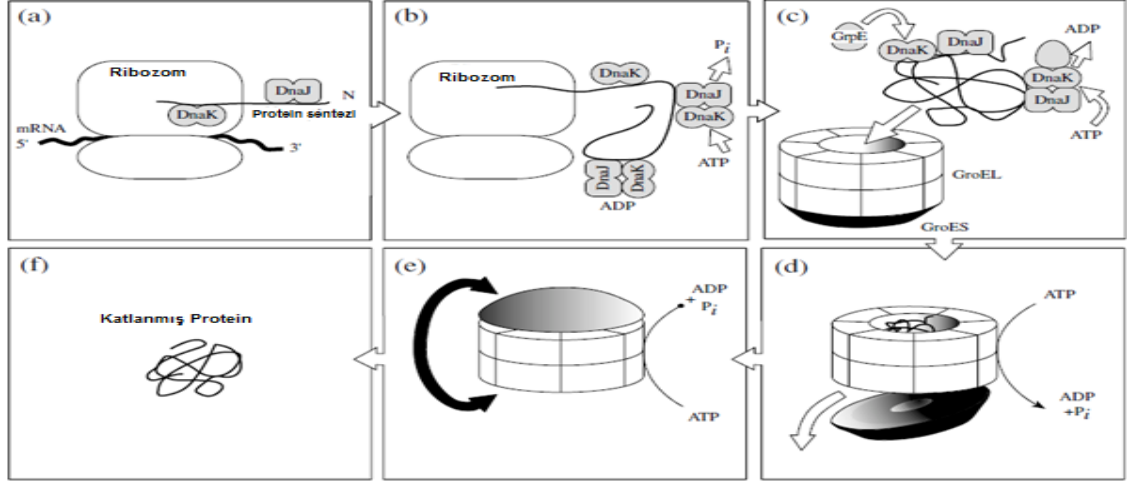 (a)
Ribozom
DnaJ
N
DnaK
Protein sentezi
mRNA
5'
3'
(b)
Ribozom
DnaK
Pi
DnaJ
DnaK
ATP
DnaJ
DnaK
ADP
(c)
GrpE
DnaK
DnaJ
ADP
DnaK
DnaJ
ATP
GroEL
GroES
(f)
Katlanmış Protein
(e)
ADP
+ Pi
ATP
(d)
ATP
ADP
+Pi